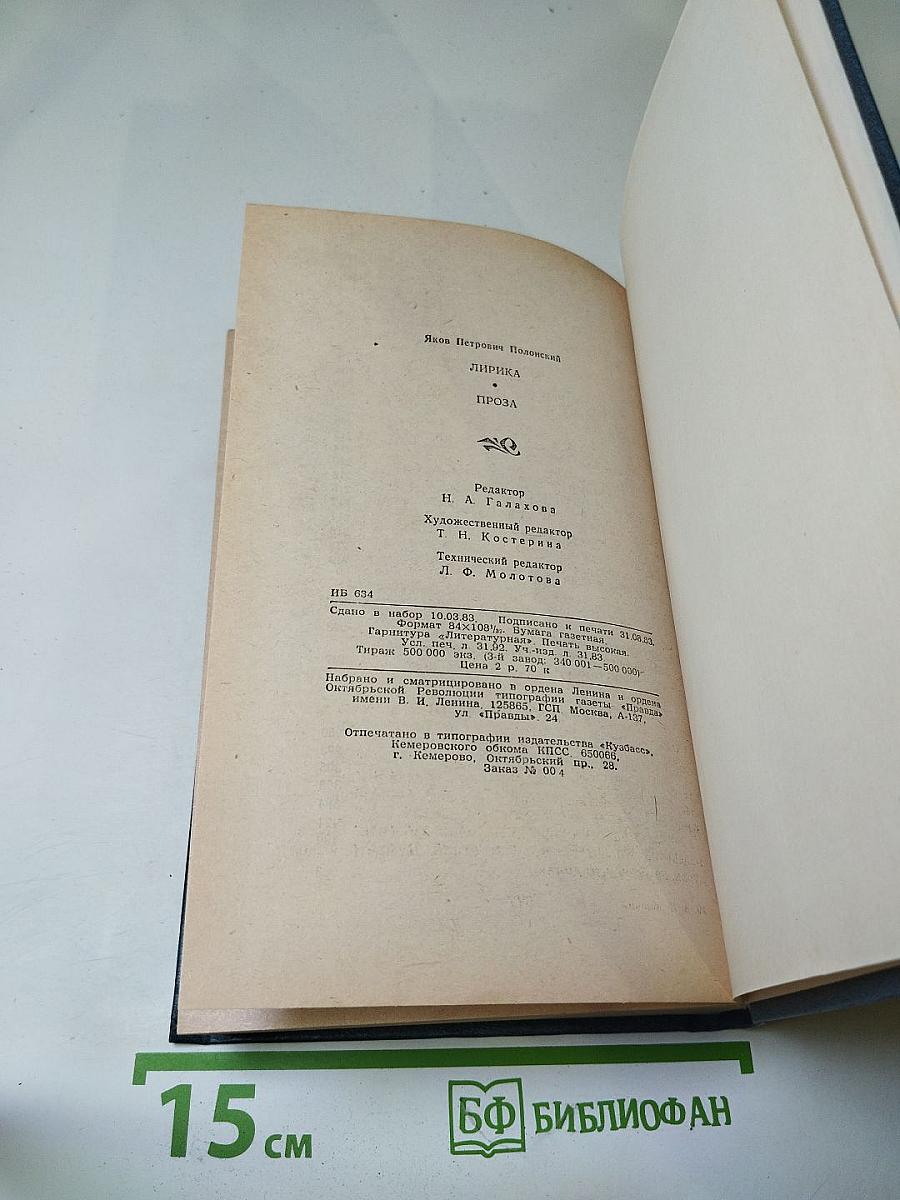 Яков Петрович Полонский
ЛИРИКА
•
ПРОЗА
Редактор
Н. А. Галахова
Художественный редактор
Т. Н. Костерина
Технический редактор
Л. Ф. Молотова
ИБ 634
Сдано в набор 10.03.83. Подписано к печати 31.08.83.
Формат 84×108¹/₃₂. Бумага газетная.
Гарнитура «Литературная». Печать высокая.
Усл. печ. л. 31,92. Уч.-изд. л. 31,83.
Тираж 500 000 экз. (3-й завод: 340 001—500 000).
Цена 2 р. 70 к
Набрано и сматрицировано в ордена Ленина и ордена
Октябрьской Революции типографии газеты «Правда»
имени В. И. Ленина, 125865, ГСП Москва, А-137,
ул «Правды». 24
Отпечатано в типографии издательства «Кузбасс»,
Кемеровского обкома КПСС, 650066,
г. Кемерово, Октябрьский пр., 28.
Заказ № 004
15 см
БФ БИБЛИОФАН